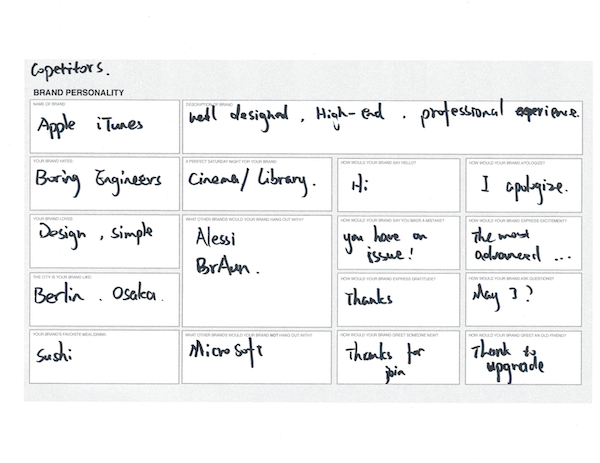 Copetitors.
BRAND PERSONALITY
NAME OF BRAND
Apple iTunes
DESCRIPTION OF BRAND
well designed, High-end. professional experience.
YOUR BRAND HATES:
Boring Engineers
A PERFECT SATURDAY NIGHT FOR YOUR BRAND:
Cinema/Library.
HOW WOULD YOUR BRAND SAY HELLO?
Hi
HOW WOULD YOUR BRAND APOLOGIZE?
I apologize.
YOUR BRAND LOVES:
Design, simple
WHAT OTHER BRANDS WOULD YOUR BRAND HANG OUT WITH?
Alessi
BrAun.
HOW WOULD YOUR BRAND SAY YOU MADE A MISTAKE?
you have an
issue!
HOW WOULD YOUR BRAND EXPRESS EXCITEMENT?
The most
advanced ...
THE CITY IS YOUR BRAND LIKE:
Berlin. Osaka.
HOW WOULD YOUR BRAND EXPRESS GRATITUDE?
Thanks
HOW WOULD YOUR BRAND ASK QUESTIONS?
May I?
YOUR BRAND'S FAVORITE MEAL/DRINK:
Sushi
WHAT OTHER BRANDS WOULD YOUR BRAND NOT HANG OUT WITH?
MicroSoft
HOW WOULD YOUR BRAND GREET SOMEONE NEW?
Thanks for
join
HOW WOULD YOUR BRAND GREET AN OLD FRIEND?
Thank to
upgrade